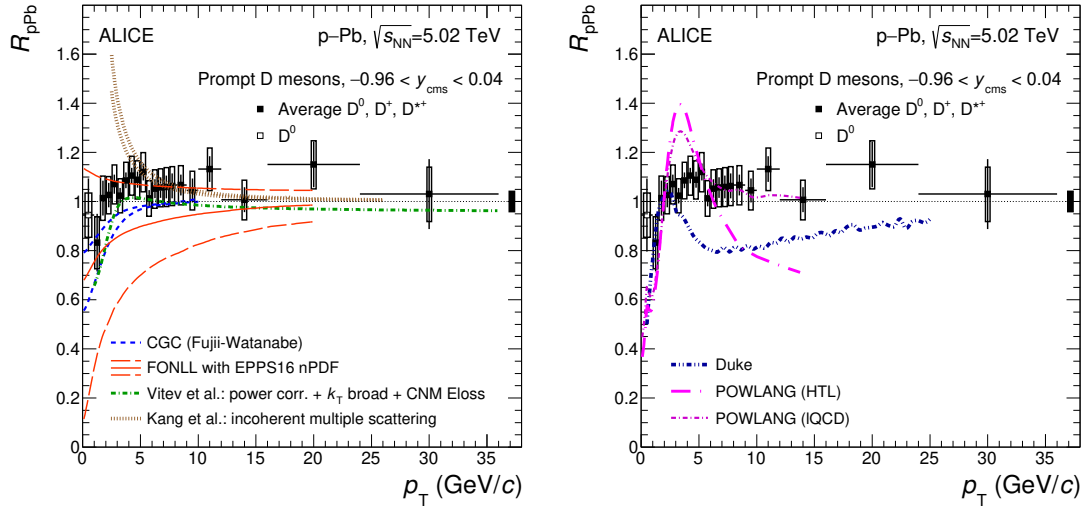 R_pPb
ALICE
p–Pb, √s_NN=5.02 TeV
Prompt D mesons, −0.96 < y_cms < 0.04
Average D⁰, D⁺, D*⁺
D⁰
CGC (Fujii-Watanabe)
FONLL with EPPS16 nPDF
Vitev et al.: power corr. + k_T broad + CNM Eloss
Kang et al.: incoherent multiple scattering
1.8
1.6
1.4
1.2
1
0.8
0.6
0.4
0.2
0
0 5 10 15 20 25 30 35
p_T (GeV/c)
R_pPb
ALICE
p–Pb, √s_NN=5.02 TeV
Prompt D mesons, −0.96 < y_cms < 0.04
Average D⁰, D⁺, D*⁺
D⁰
Duke
POWLANG (HTL)
POWLANG (lQCD)
1.8
1.6
1.4
1.2
1
0.8
0.6
0.4
0.2
0
0 5 10 15 20 25 30 35
p_T (GeV/c)